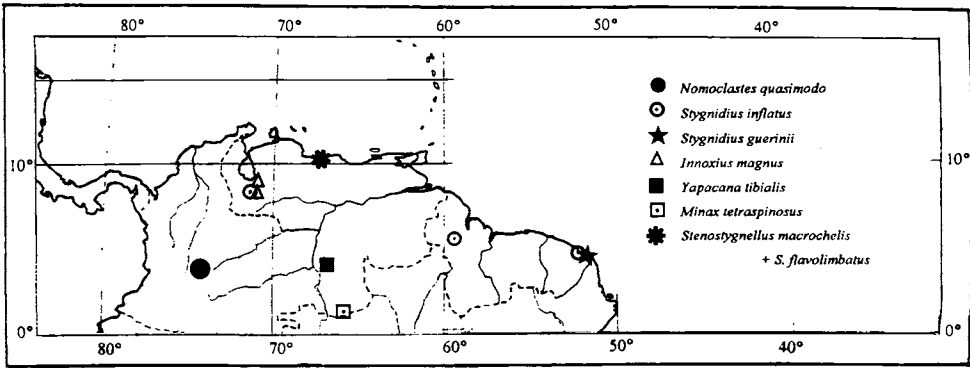 80° 70° 60° 50° 40°
Nomoclastes quasimodo
Stygnidius inflatus
Stygnidius guerinii
Innoxius magnus
10° 10°
Yapacana tibialis
Minax tetraspinosus
Stenostygnellus macrochelis
+ S. flavolimbatus
0° 0°
80° 70° 60° 50° 40°